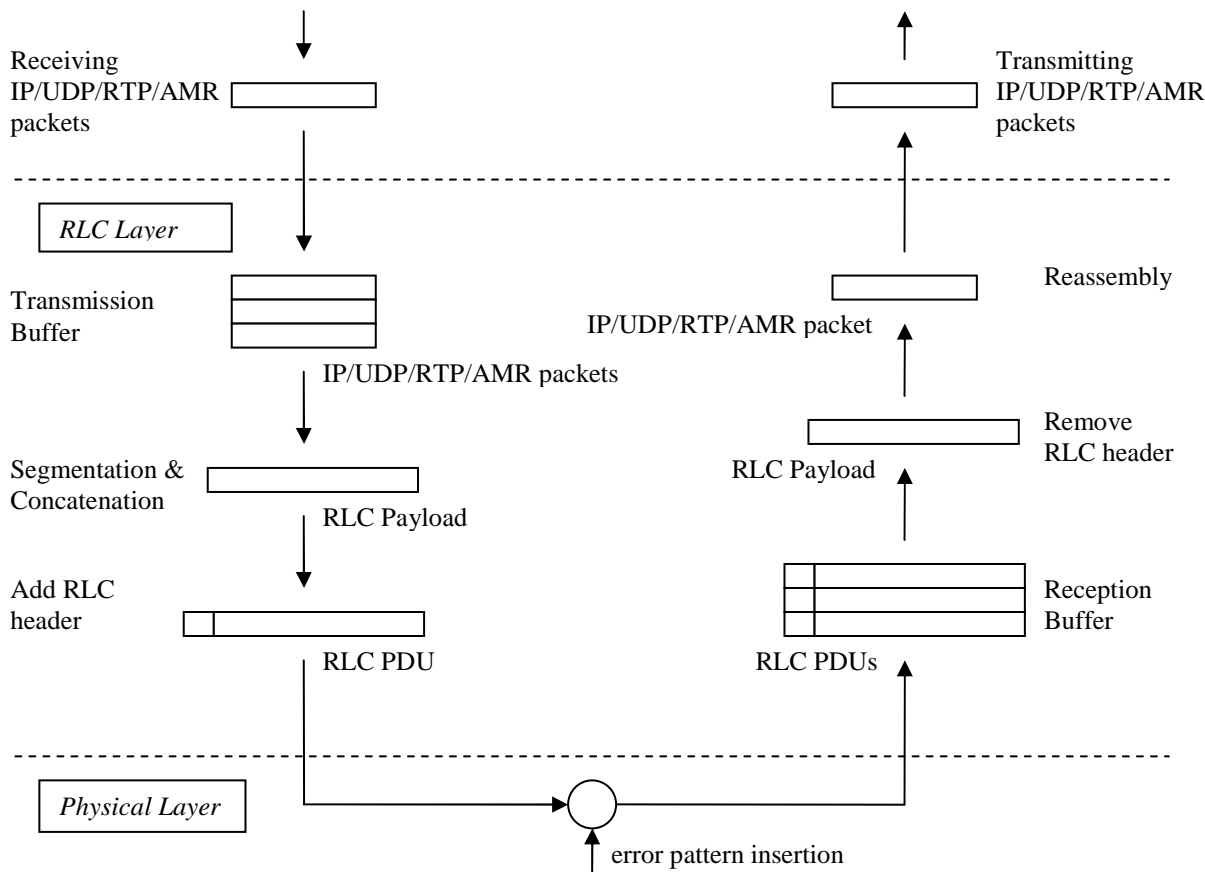 Receiving
IP/UDP/RTP/AMR
packets
Transmitting
IP/UDP/RTP/AMR
packets
RLC Layer
Transmission
Buffer
IP/UDP/RTP/AMR packets
Reassembly
IP/UDP/RTP/AMR packet
Segmentation &
Concatenation
RLC Payload
Remove
RLC header
RLC Payload
Add RLC
header
RLC PDU
Reception
Buffer
RLC PDUs
Physical Layer
error pattern insertion